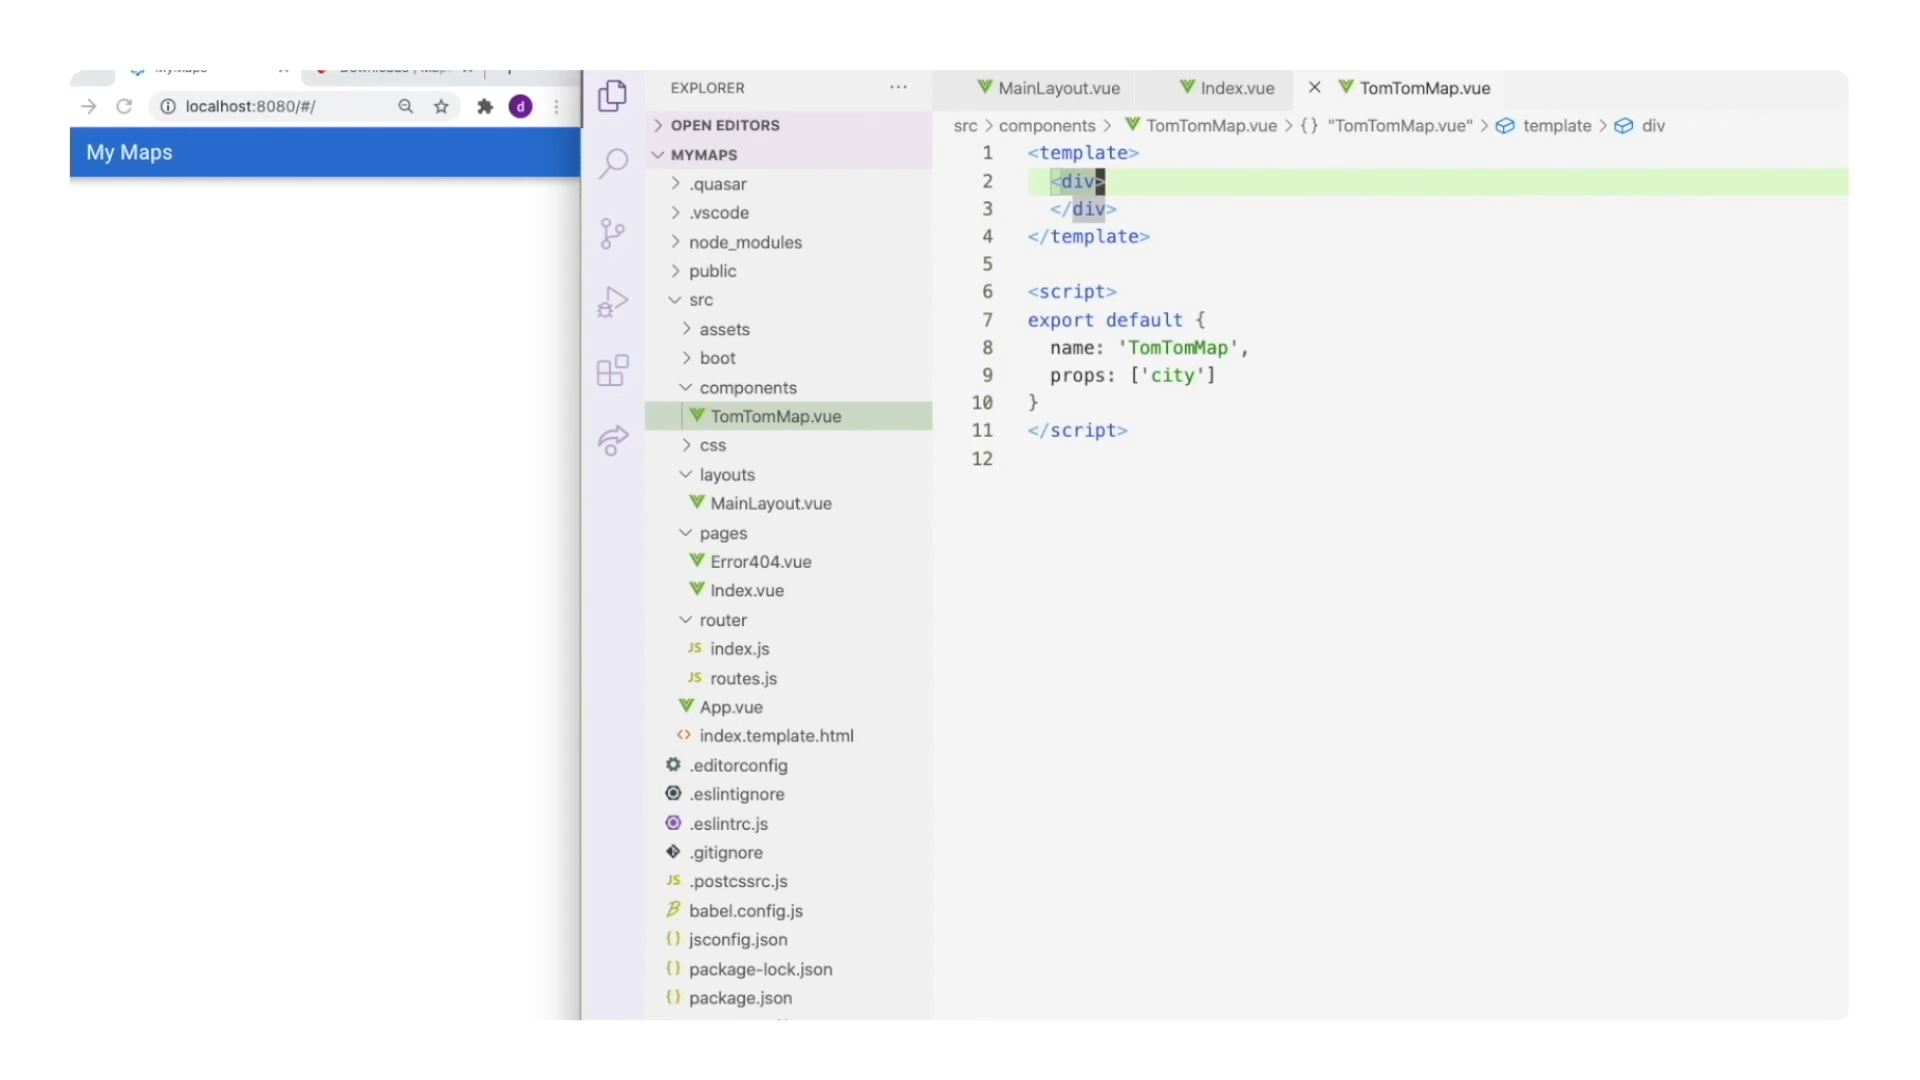 localhost:8080/#/
d
My Maps
EXPLORER
OPEN EDITORS
MYMAPS
.quasar
.vscode
node_modules
public
src
assets
boot
components
TomTomMap.vue
css
layouts
MainLayout.vue
pages
Error404.vue
Index.vue
router
JS index.js
JS routes.js
App.vue
<> index.template.html
.editorconfig
.eslintignore
.eslintrc.js
.gitignore
JS .postcssrc.js
babel.config.js
{} jsconfig.json
{} package-lock.json
{} package.json
MainLayout.vue Index.vue TomTomMap.vue
src > components > TomTomMap.vue > {} "TomTomMap.vue" > template > div
1 <template>
2 <div>
3 </div>
4 </template>
5
6 <script>
7 export default {
8 name: 'TomTomMap',
9 props: ['city']
10 }
11 </script>
12